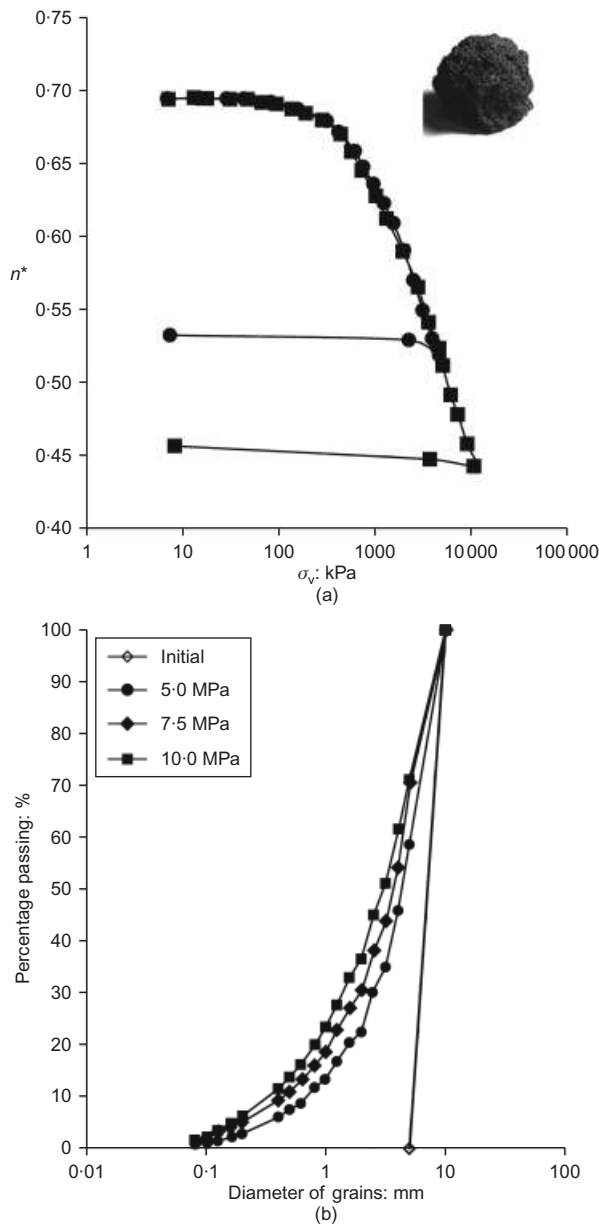 0·75
0·70
0·65
0·60
n*
0·55
0·50
0·45
0·40
1 10 100 1000 10 000 100 000
σv: kPa
(a)
100
90
80
70
60
50
40
30
20
10
0
Percentage passing: %
Initial
5·0 MPa
7·5 MPa
10·0 MPa
0·01 0·1 1 10 100
Diameter of grains: mm
(b)